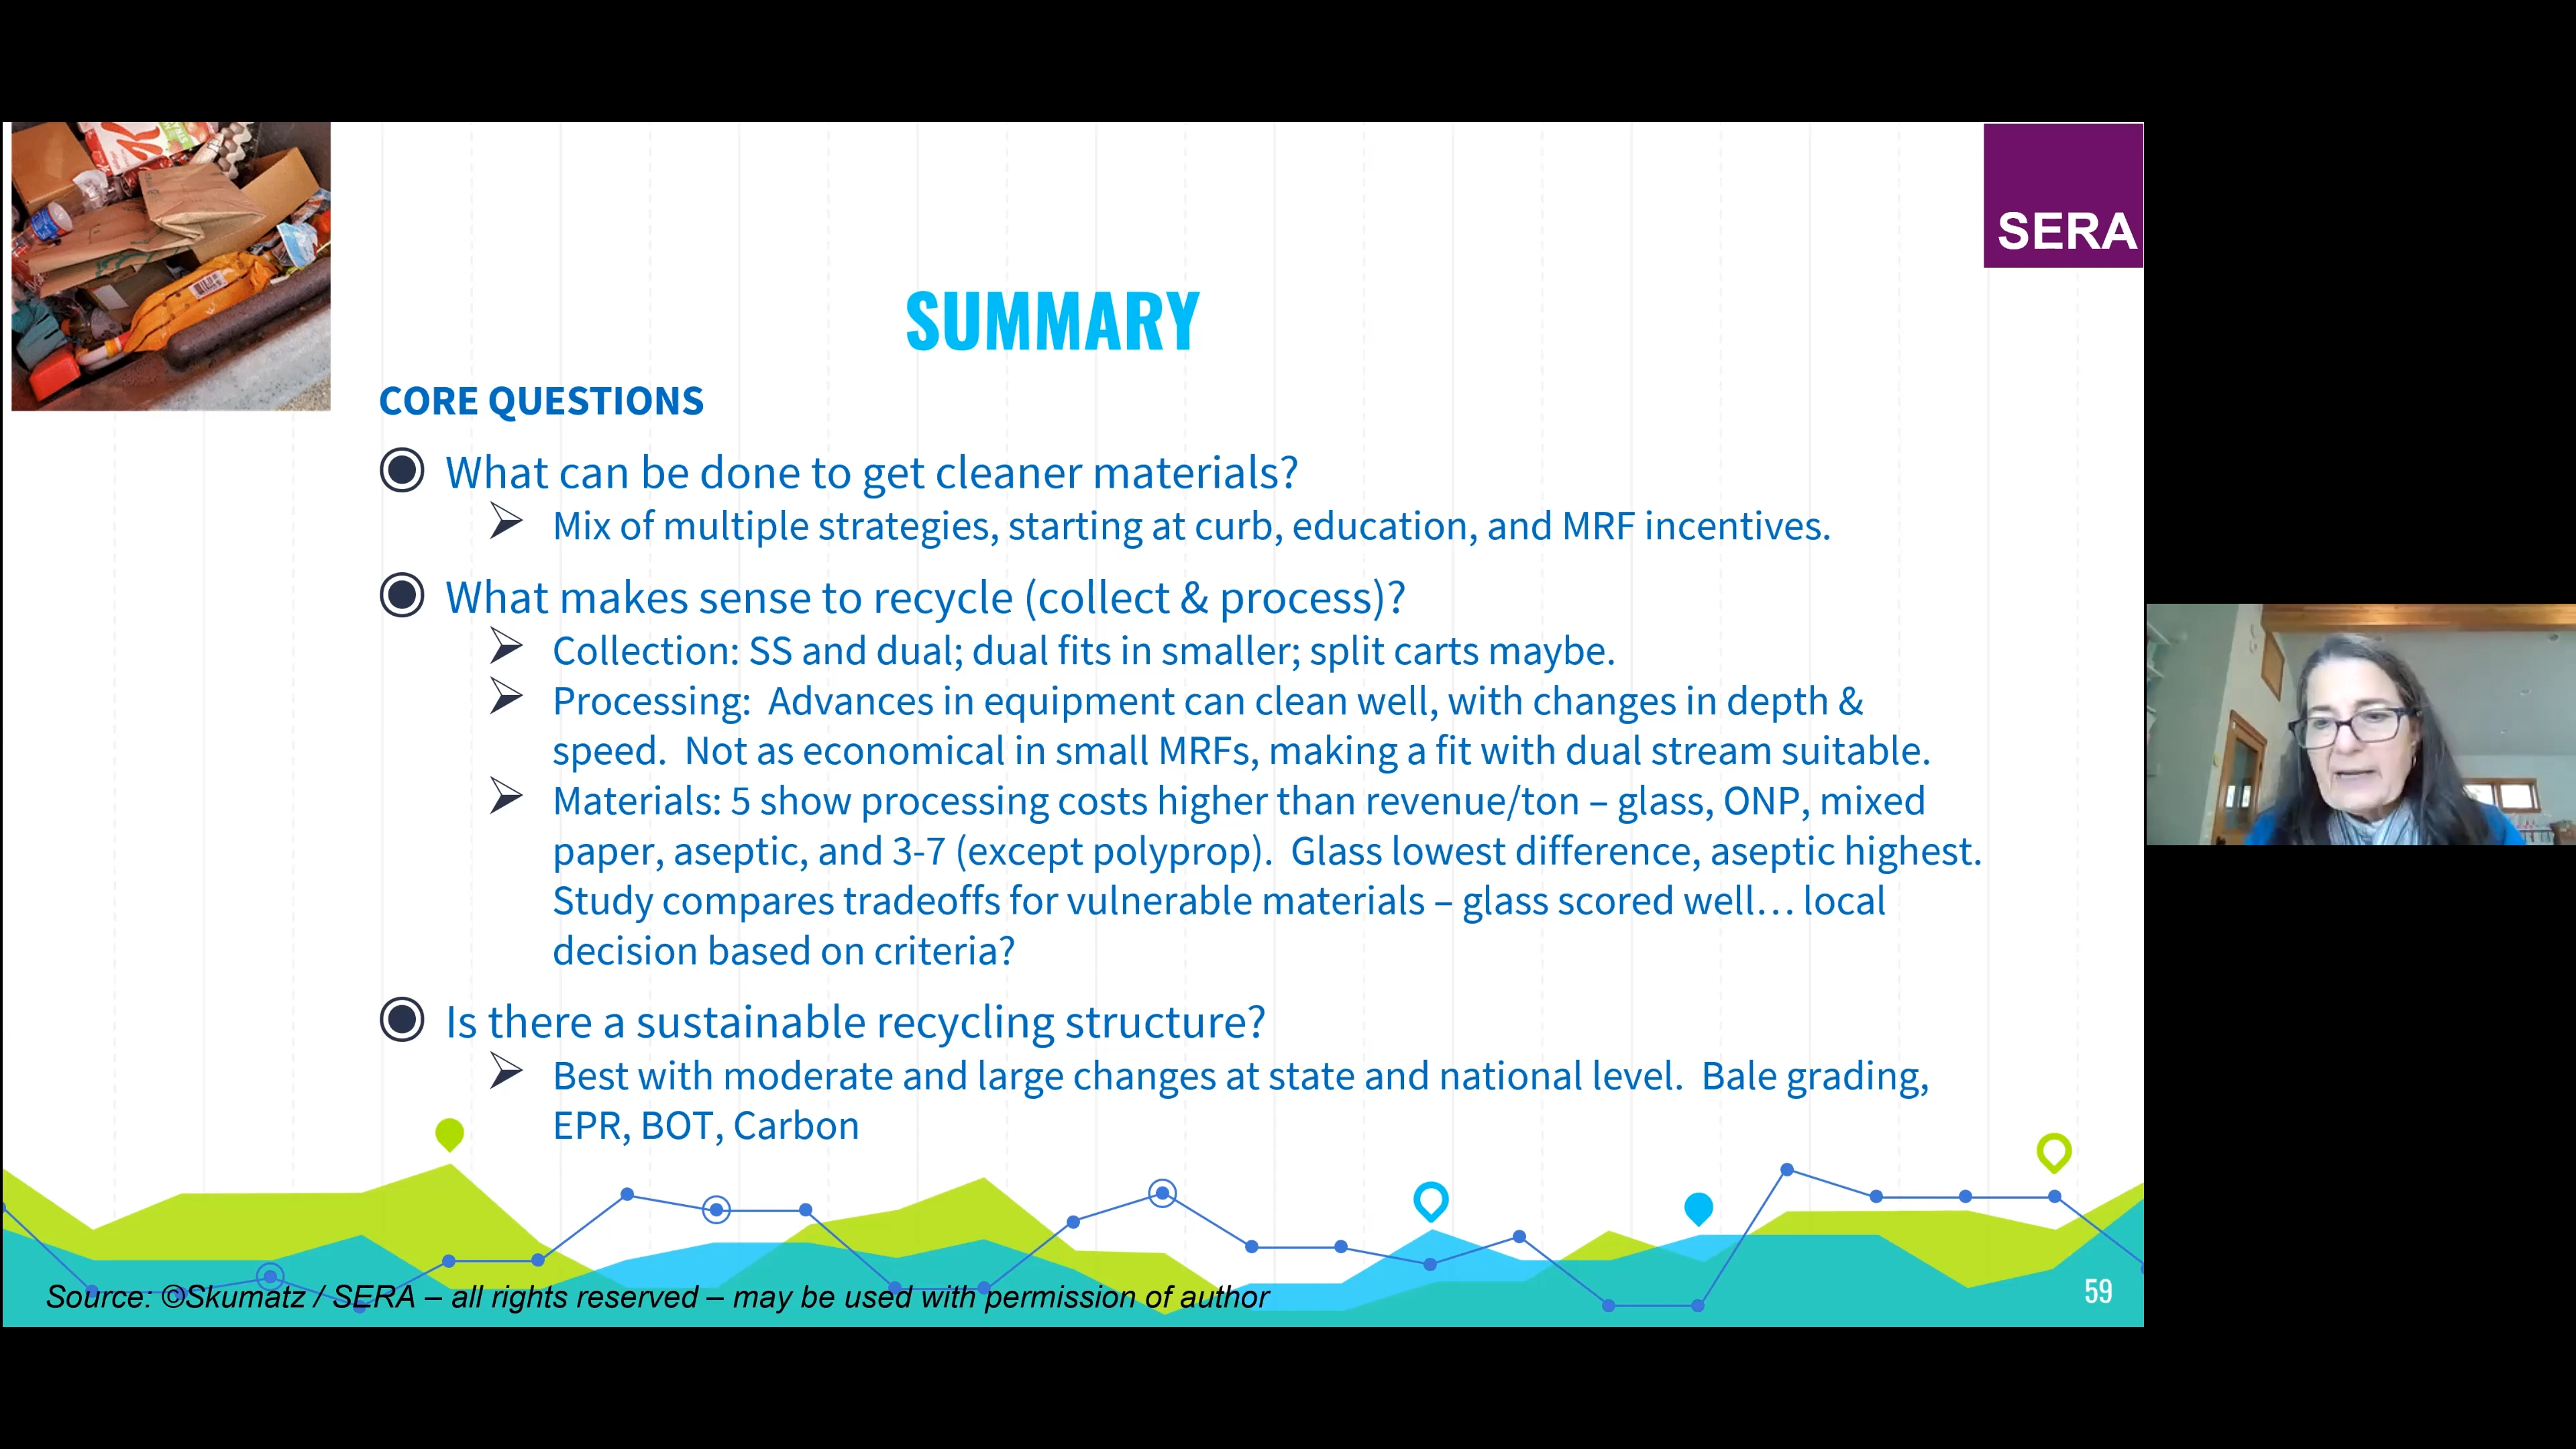 SERA
SUMMARY
CORE QUESTIONS
What can be done to get cleaner materials?
Mix of multiple strategies, starting at curb, education, and MRF incentives.
What makes sense to recycle (collect & process)?
Collection: SS and dual; dual fits in smaller; split carts maybe.
Processing:  Advances in equipment can clean well, with changes in depth &
speed.  Not as economical in small MRFs, making a fit with dual stream suitable.
Materials: 5 show processing costs higher than revenue/ton – glass, ONP, mixed
paper, aseptic, and 3-7 (except polyprop).  Glass lowest difference, aseptic highest.
Study compares tradeoffs for vulnerable materials – glass scored well… local
decision based on criteria?
Is there a sustainable recycling structure?
Best with moderate and large changes at state and national level.  Bale grading,
EPR, BOT, Carbon
Source: ©Skumatz / SERA – all rights reserved – may be used with permission of author
59